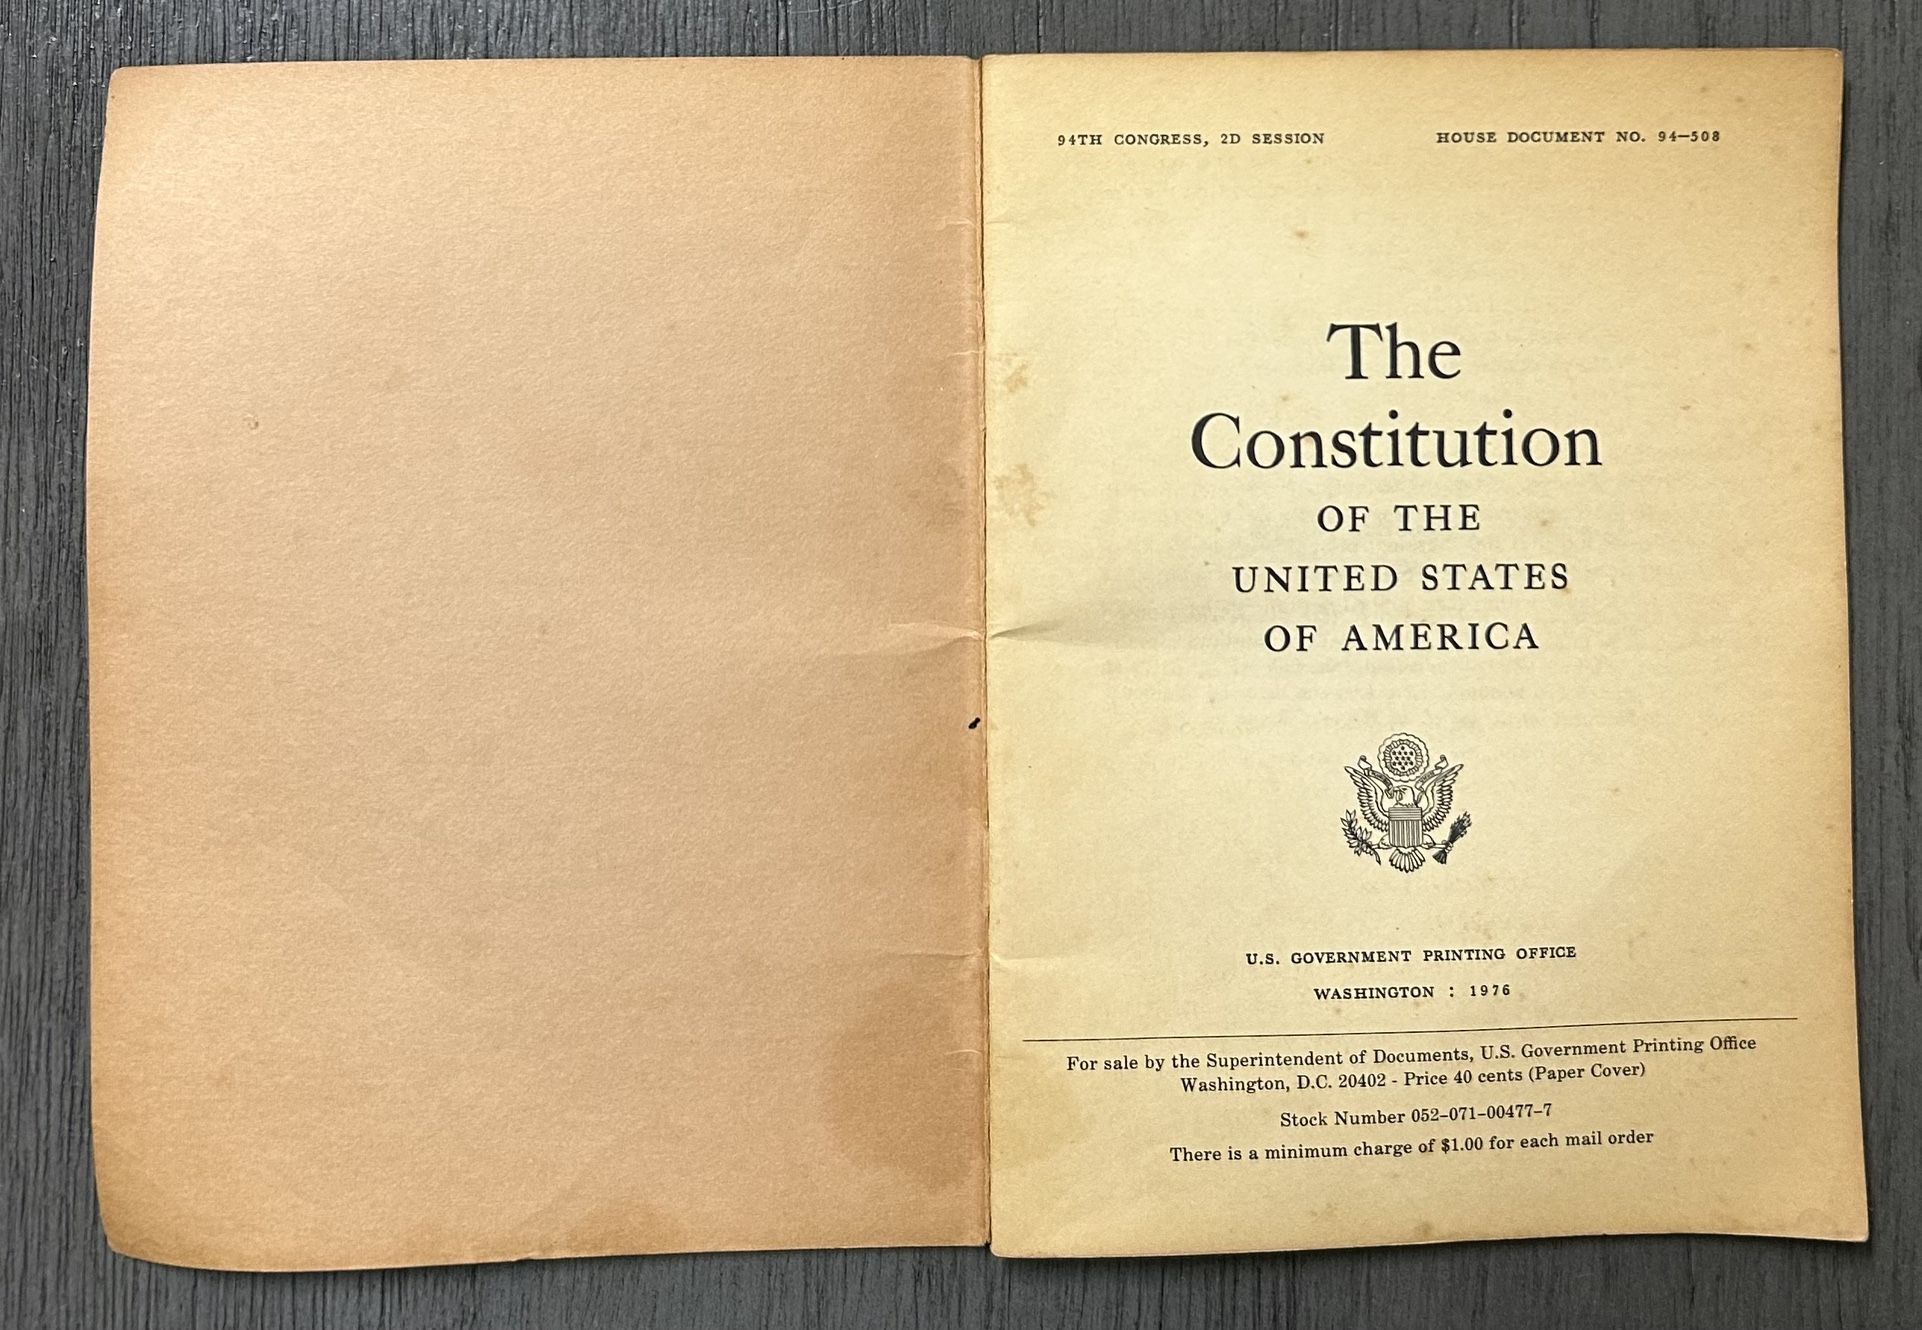 94TH CONGRESS, 2D SESSION HOUSE DOCUMENT NO. 94–508
The
Constitution
OF THE
UNITED STATES
OF AMERICA
U.S. GOVERNMENT PRINTING OFFICE
WASHINGTON : 1976
For sale by the Superintendent of Documents, U.S. Government Printing Office
Washington, D.C. 20402 - Price 40 cents (Paper Cover)
Stock Number 052–071–00477–7
There is a minimum charge of $1.00 for each mail order